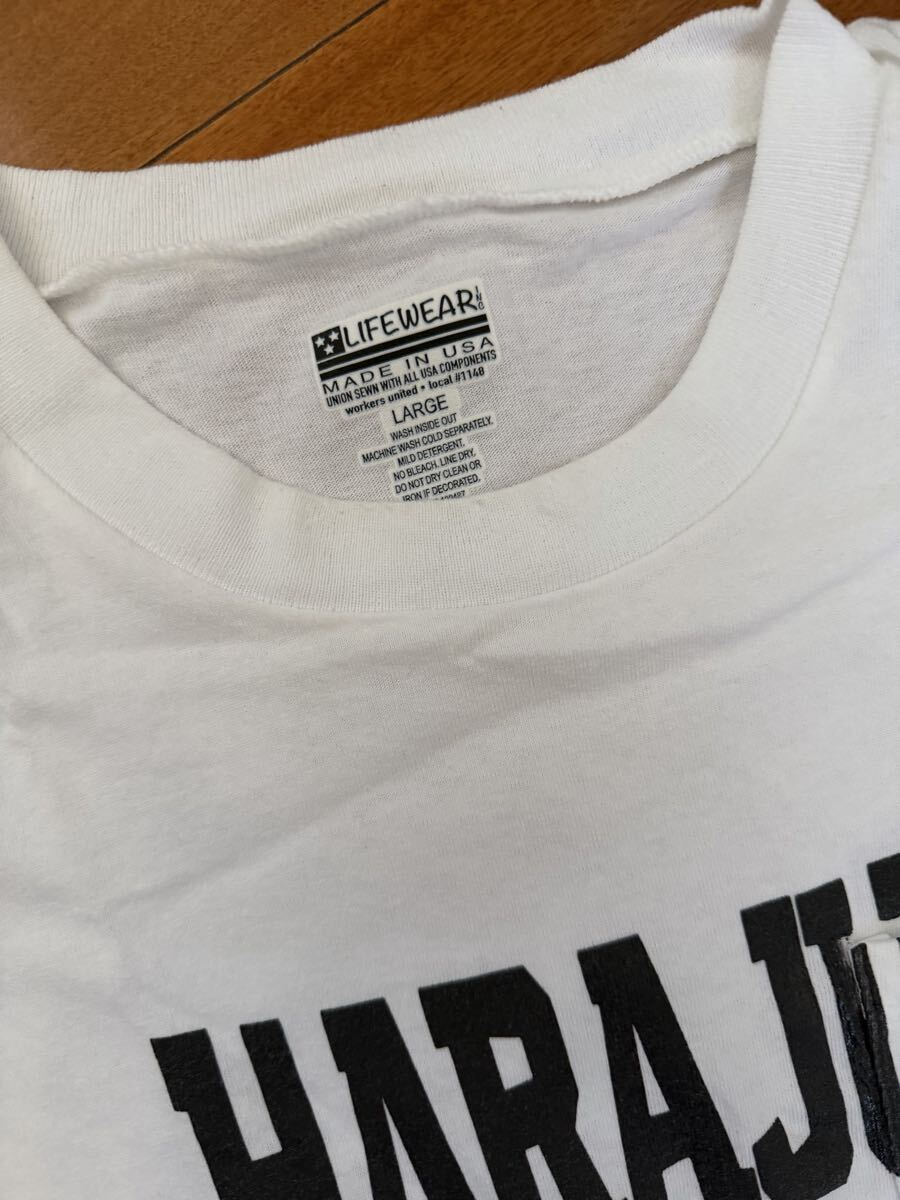 LIFEWEAR INC
MADE IN USA
UNION SEWN WITH ALL USA COMPONENTS
workers united • local #1148
LARGE
WASH INSIDE OUT
MACHINE WASH COLD SEPARATELY.
MILD DETERGENT.
NO BLEACH. LINE DRY.
DO NOT DRY CLEAN OR
IRON IF DECORATED.
HARAJU